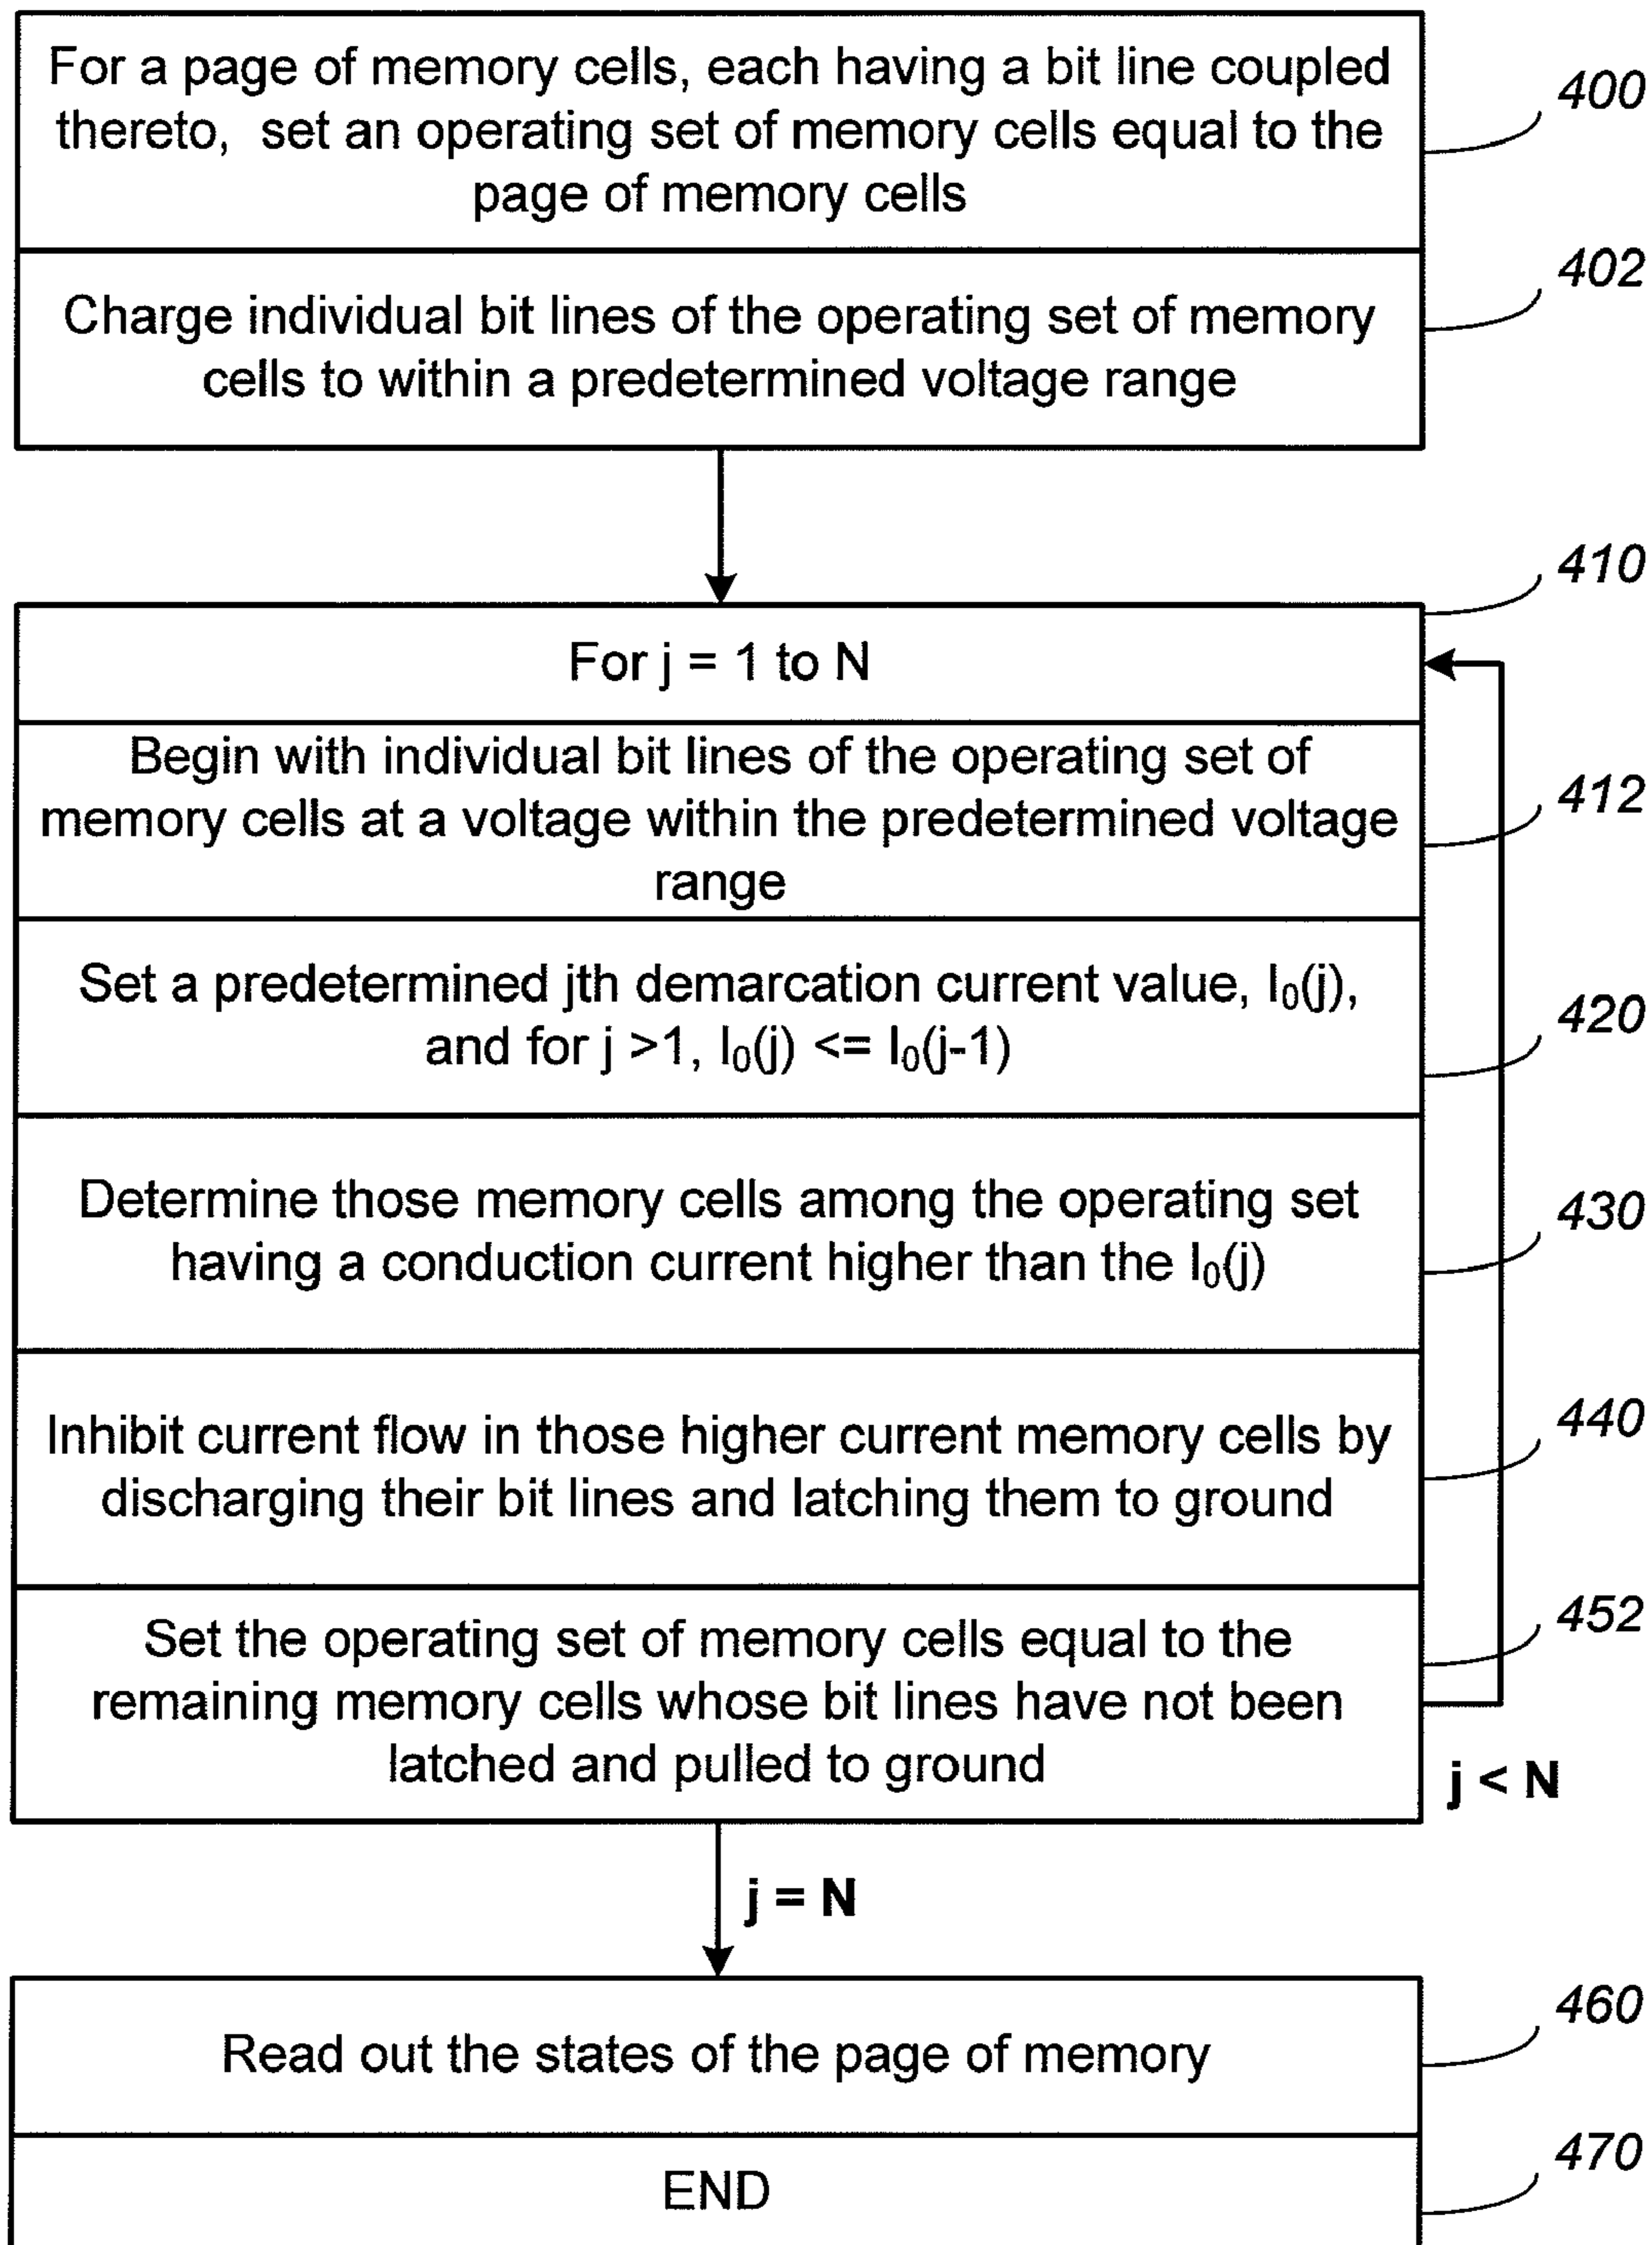 For a page of memory cells, each having a bit line coupled
thereto, set an operating set of memory cells equal to the
page of memory cells
400
Charge individual bit lines of the operating set of memory
cells to within a predetermined voltage range
402
410
For j = 1 to N
Begin with individual bit lines of the operating set of
memory cells at a voltage within the predetermined voltage
range
412
Set a predetermined jth demarcation current value, I₀(j),
and for j >1, I₀(j) <= I₀(j-1)
420
Determine those memory cells among the operating set
having a conduction current higher than the I₀(j)
430
Inhibit current flow in those higher current memory cells by
discharging their bit lines and latching them to ground
440
Set the operating set of memory cells equal to the
remaining memory cells whose bit lines have not been
latched and pulled to ground
452
j < N
j = N
Read out the states of the page of memory
460
END
470